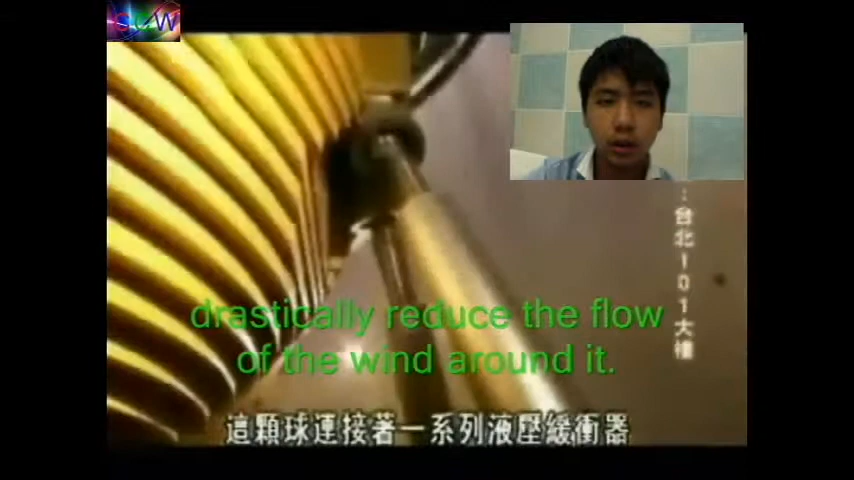 SCW
：台北101大樓
drastically reduce the flow
of the wind around it.
這顆球連接著一系列液壓緩衝器